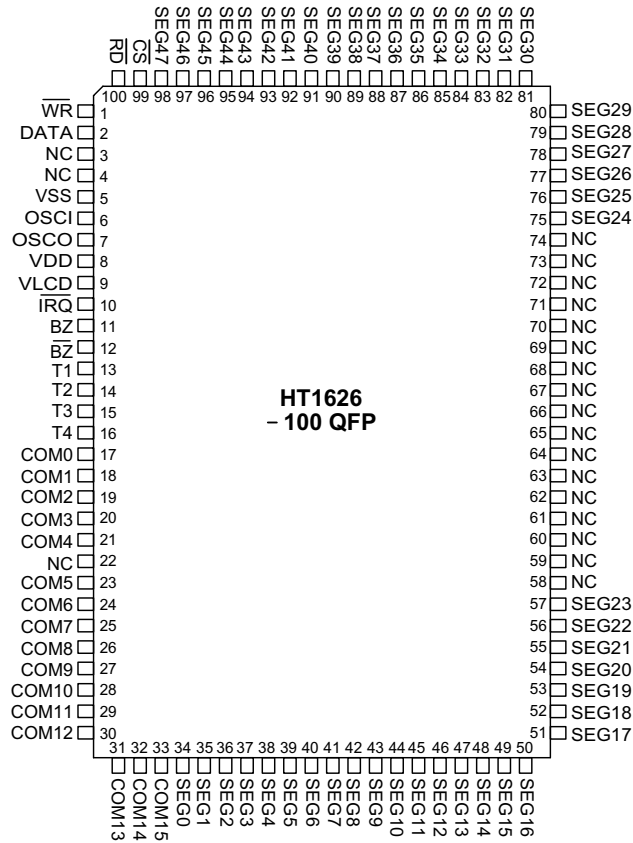 SEG47 SEG46 SEG45 SEG44 SEG43 SEG42 SEG41 SEG40 SEG39 SEG38 SEG37 SEG36 SEG35 SEG34 SEG33 SEG32 SEG31 SEG30
RD CS
100 99 98 97 96 95 94 93 92 91 90 89 88 87 86 85 84 83 82 81
WR 1 80 SEG29
DATA 2 79 SEG28
NC 3 78 SEG27
NC 4 77 SEG26
VSS 5 76 SEG25
OSCI 6 75 SEG24
OSCO 7 74 NC
VDD 8 73 NC
VLCD 9 72 NC
IRQ 10 71 NC
BZ 11 70 NC
BZ 12 69 NC
T1 13 68 NC
T2 14 67 NC
T3 15 66 NC
T4 16 65 NC
COM0 17 64 NC
COM1 18 63 NC
COM2 19 62 NC
COM3 20 61 NC
COM4 21 60 NC
NC 22 59 NC
COM5 23 58 NC
COM6 24 57 SEG23
COM7 25 56 SEG22
COM8 26 55 SEG21
COM9 27 54 SEG20
COM10 28 53 SEG19
COM11 29 52 SEG18
COM12 30 51 SEG17
HT1626
– 100 QFP
31 32 33 34 35 36 37 38 39 40 41 42 43 44 45 46 47 48 49 50
COM13 COM14 COM15 SEG0 SEG1 SEG2 SEG3 SEG4 SEG5 SEG6 SEG7 SEG8 SEG9 SEG10 SEG11 SEG12 SEG13 SEG14 SEG15 SEG16